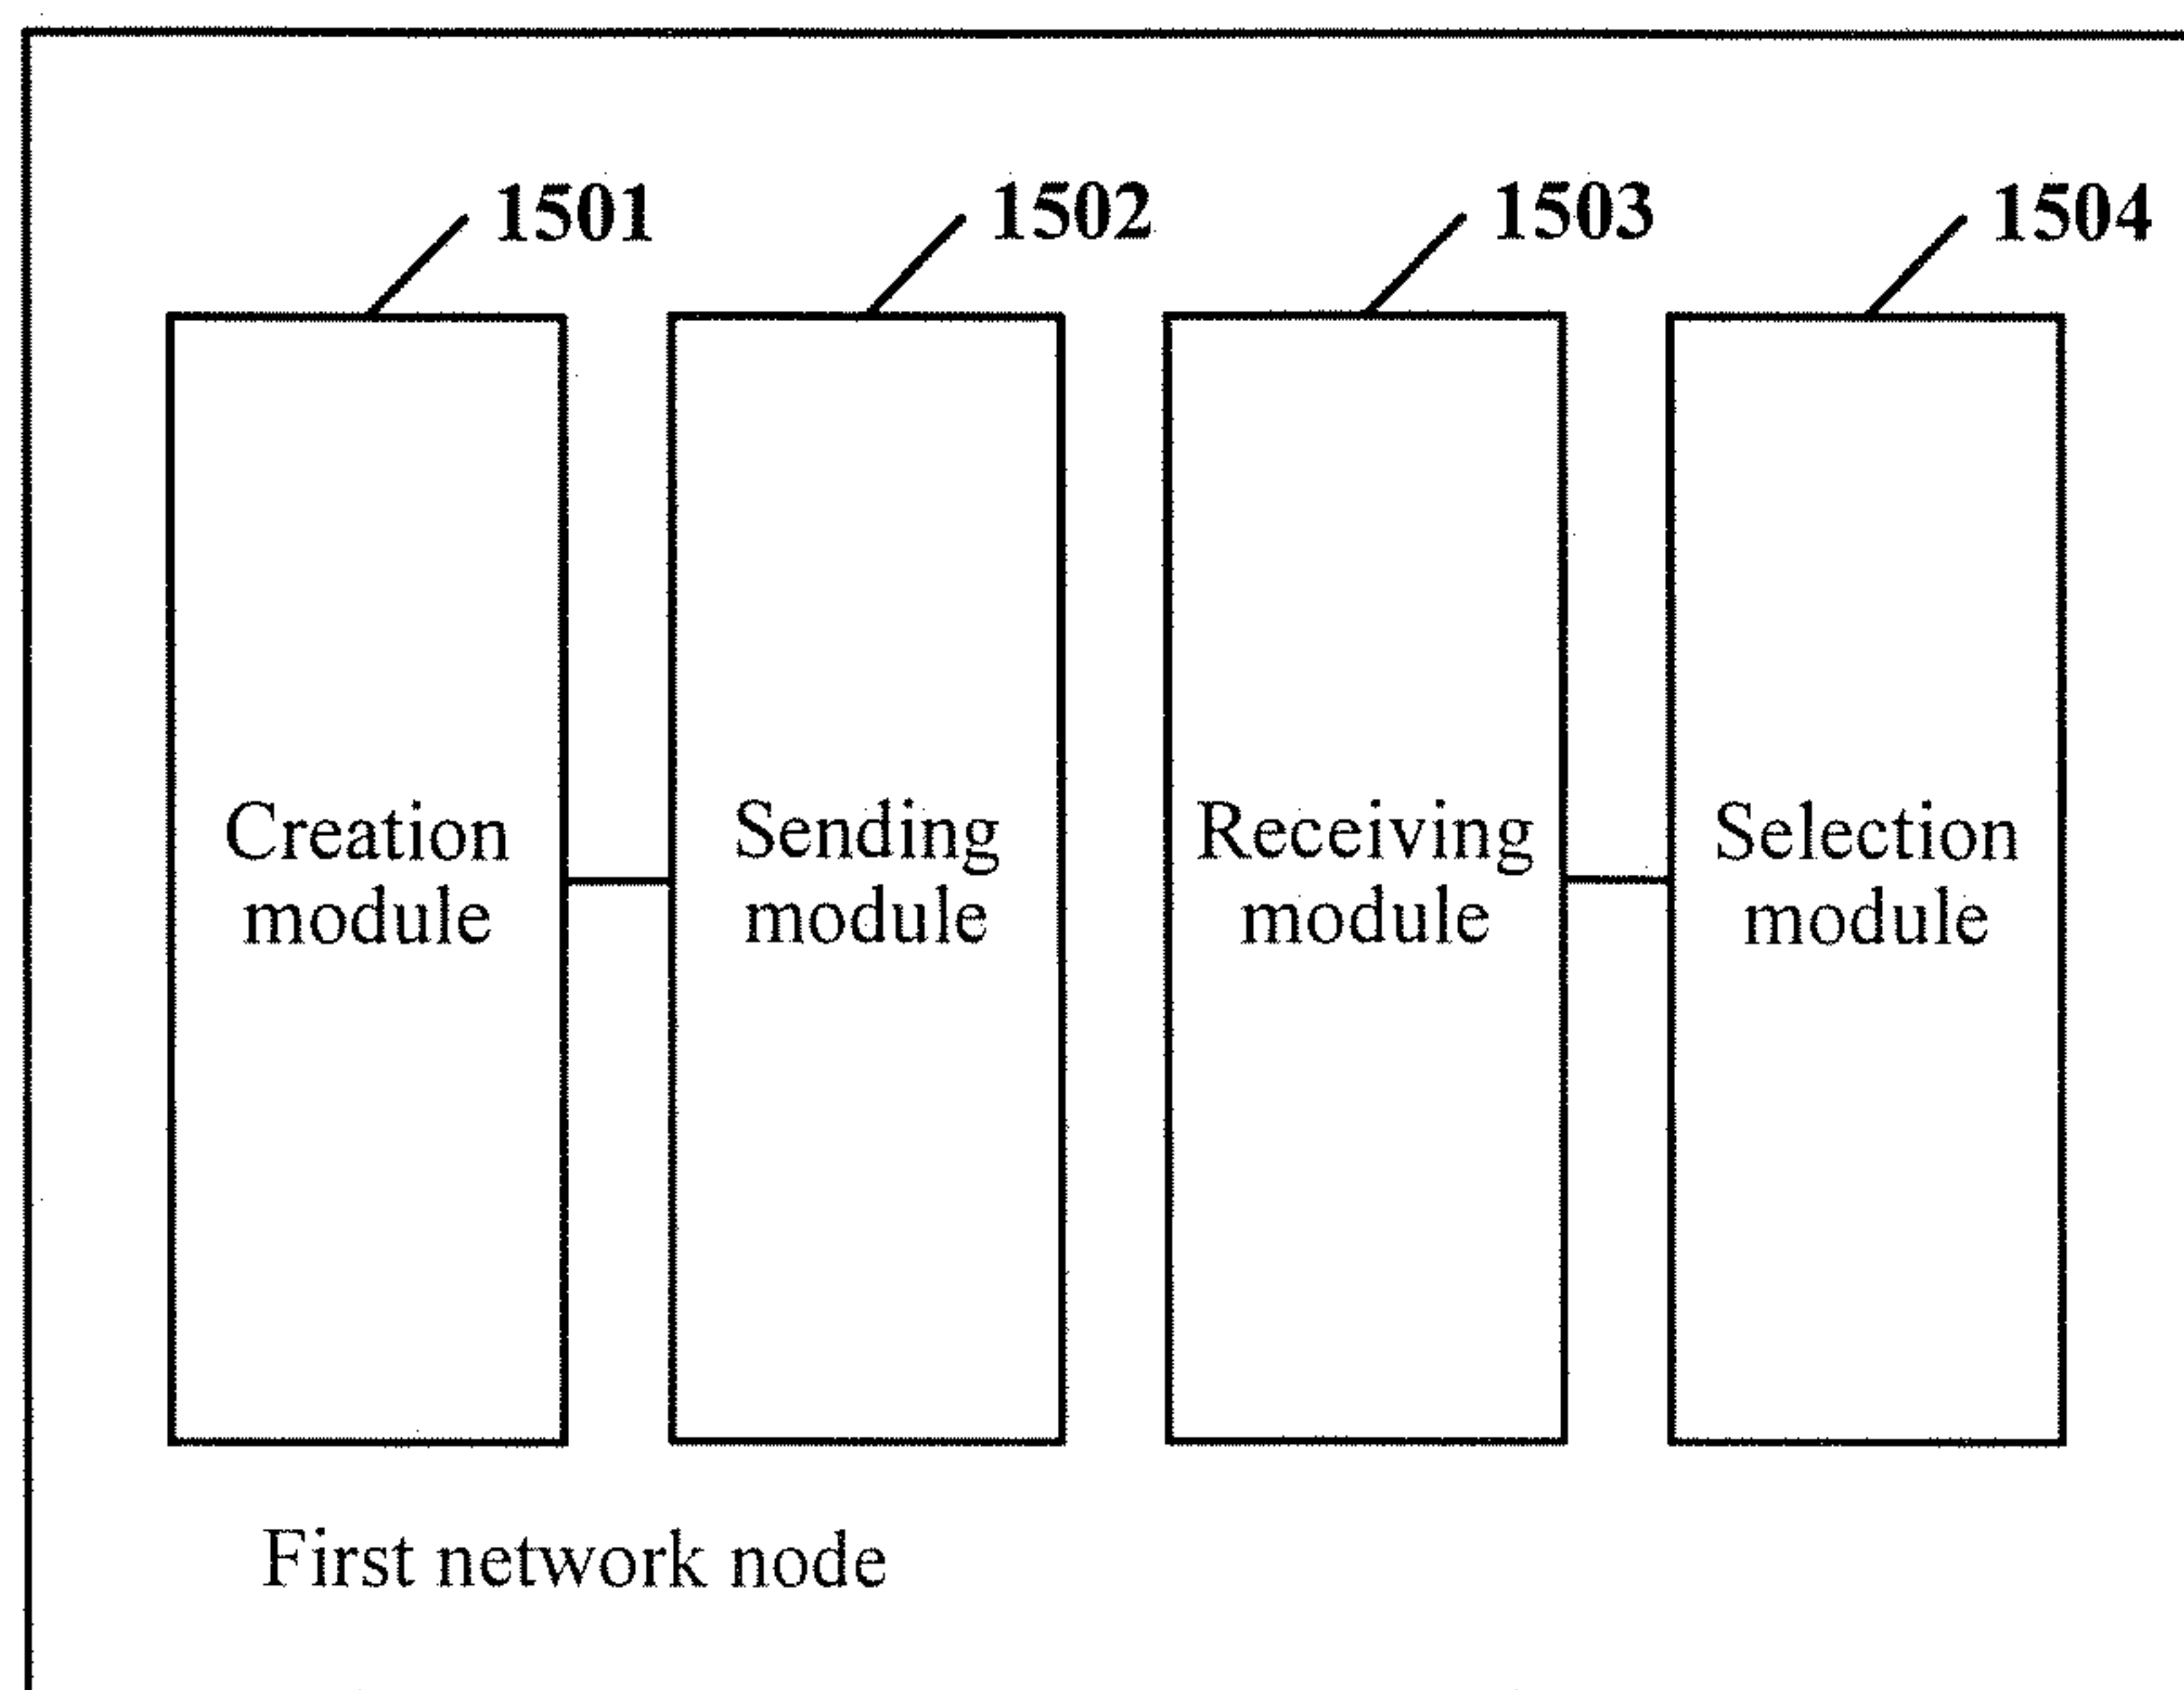 1501 1502 1503 1504
Creation module
Sending module
Receiving module
Selection module
First network node